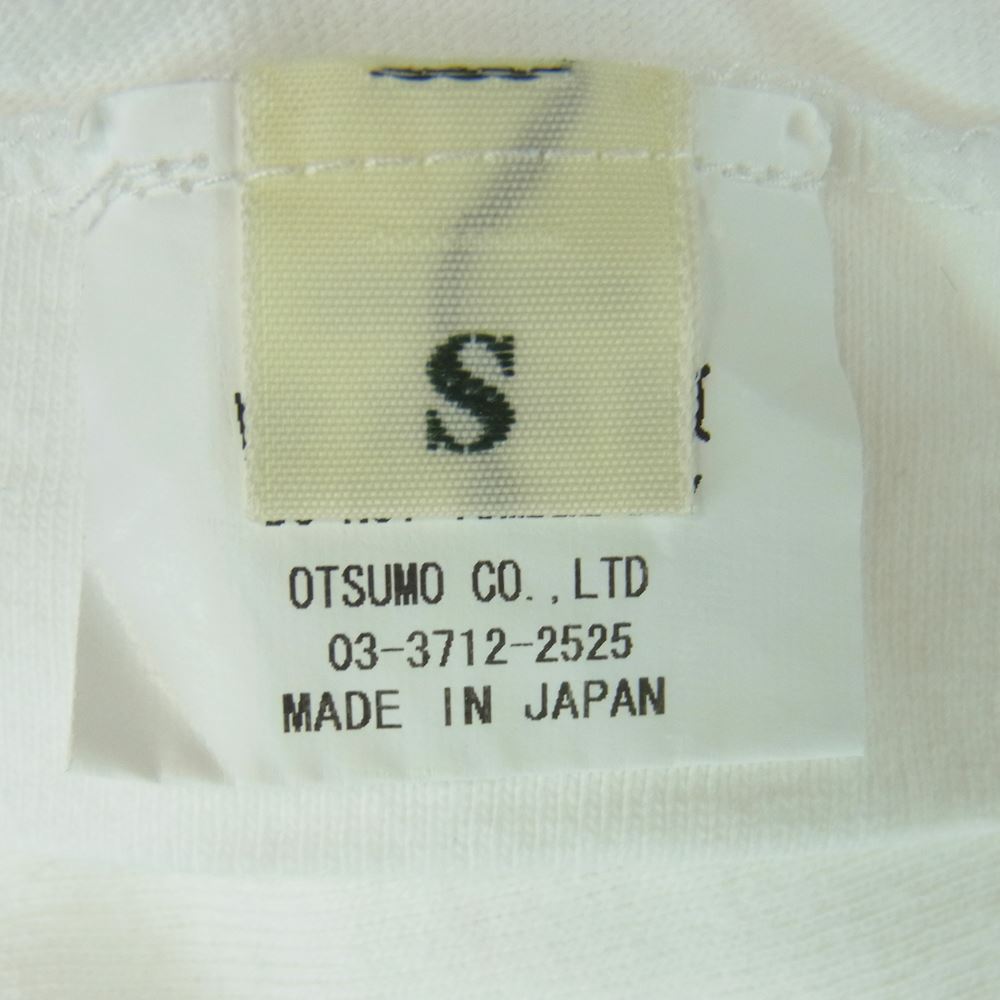 S
OTSUMO CO.,LTD
03-3712-2525
MADE IN JAPAN